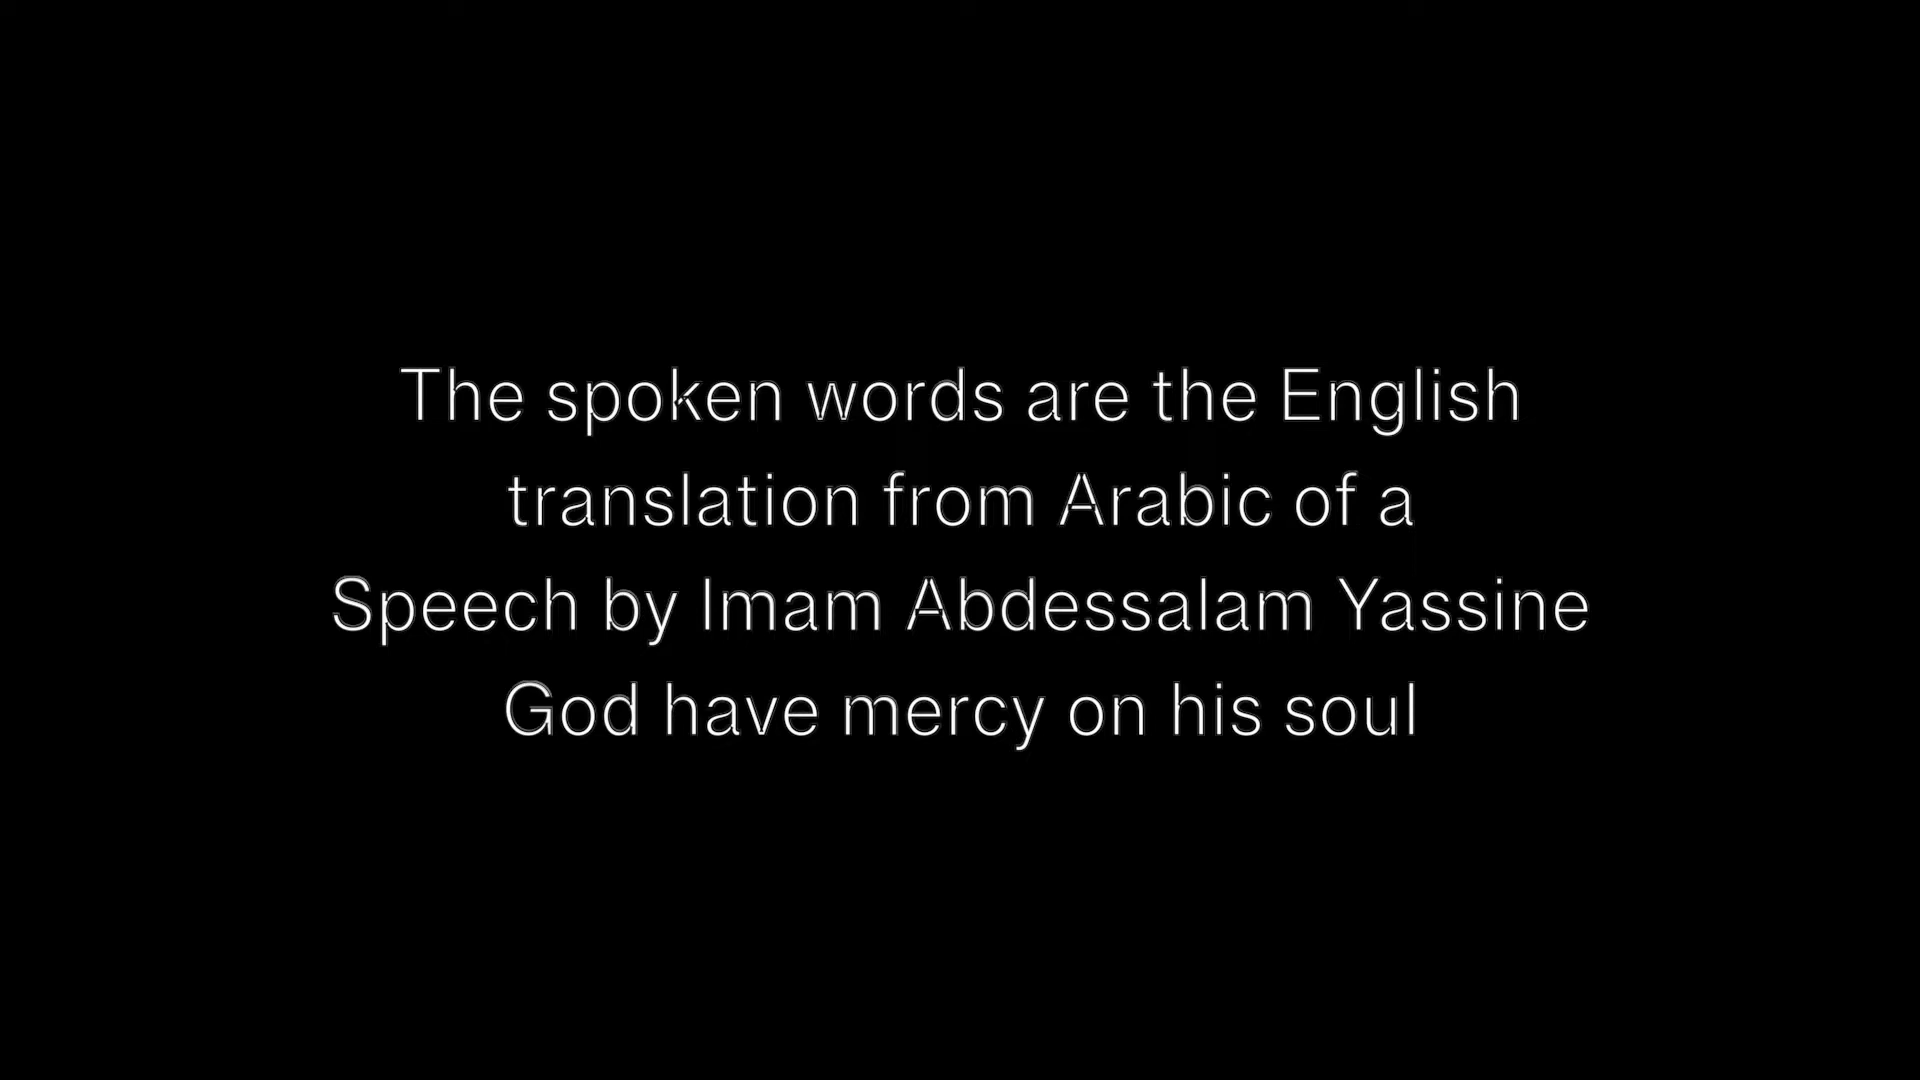 The spoken words are the English
translation from Arabic of a
Speech by Imam Abdessalam Yassine
God have mercy on his soul